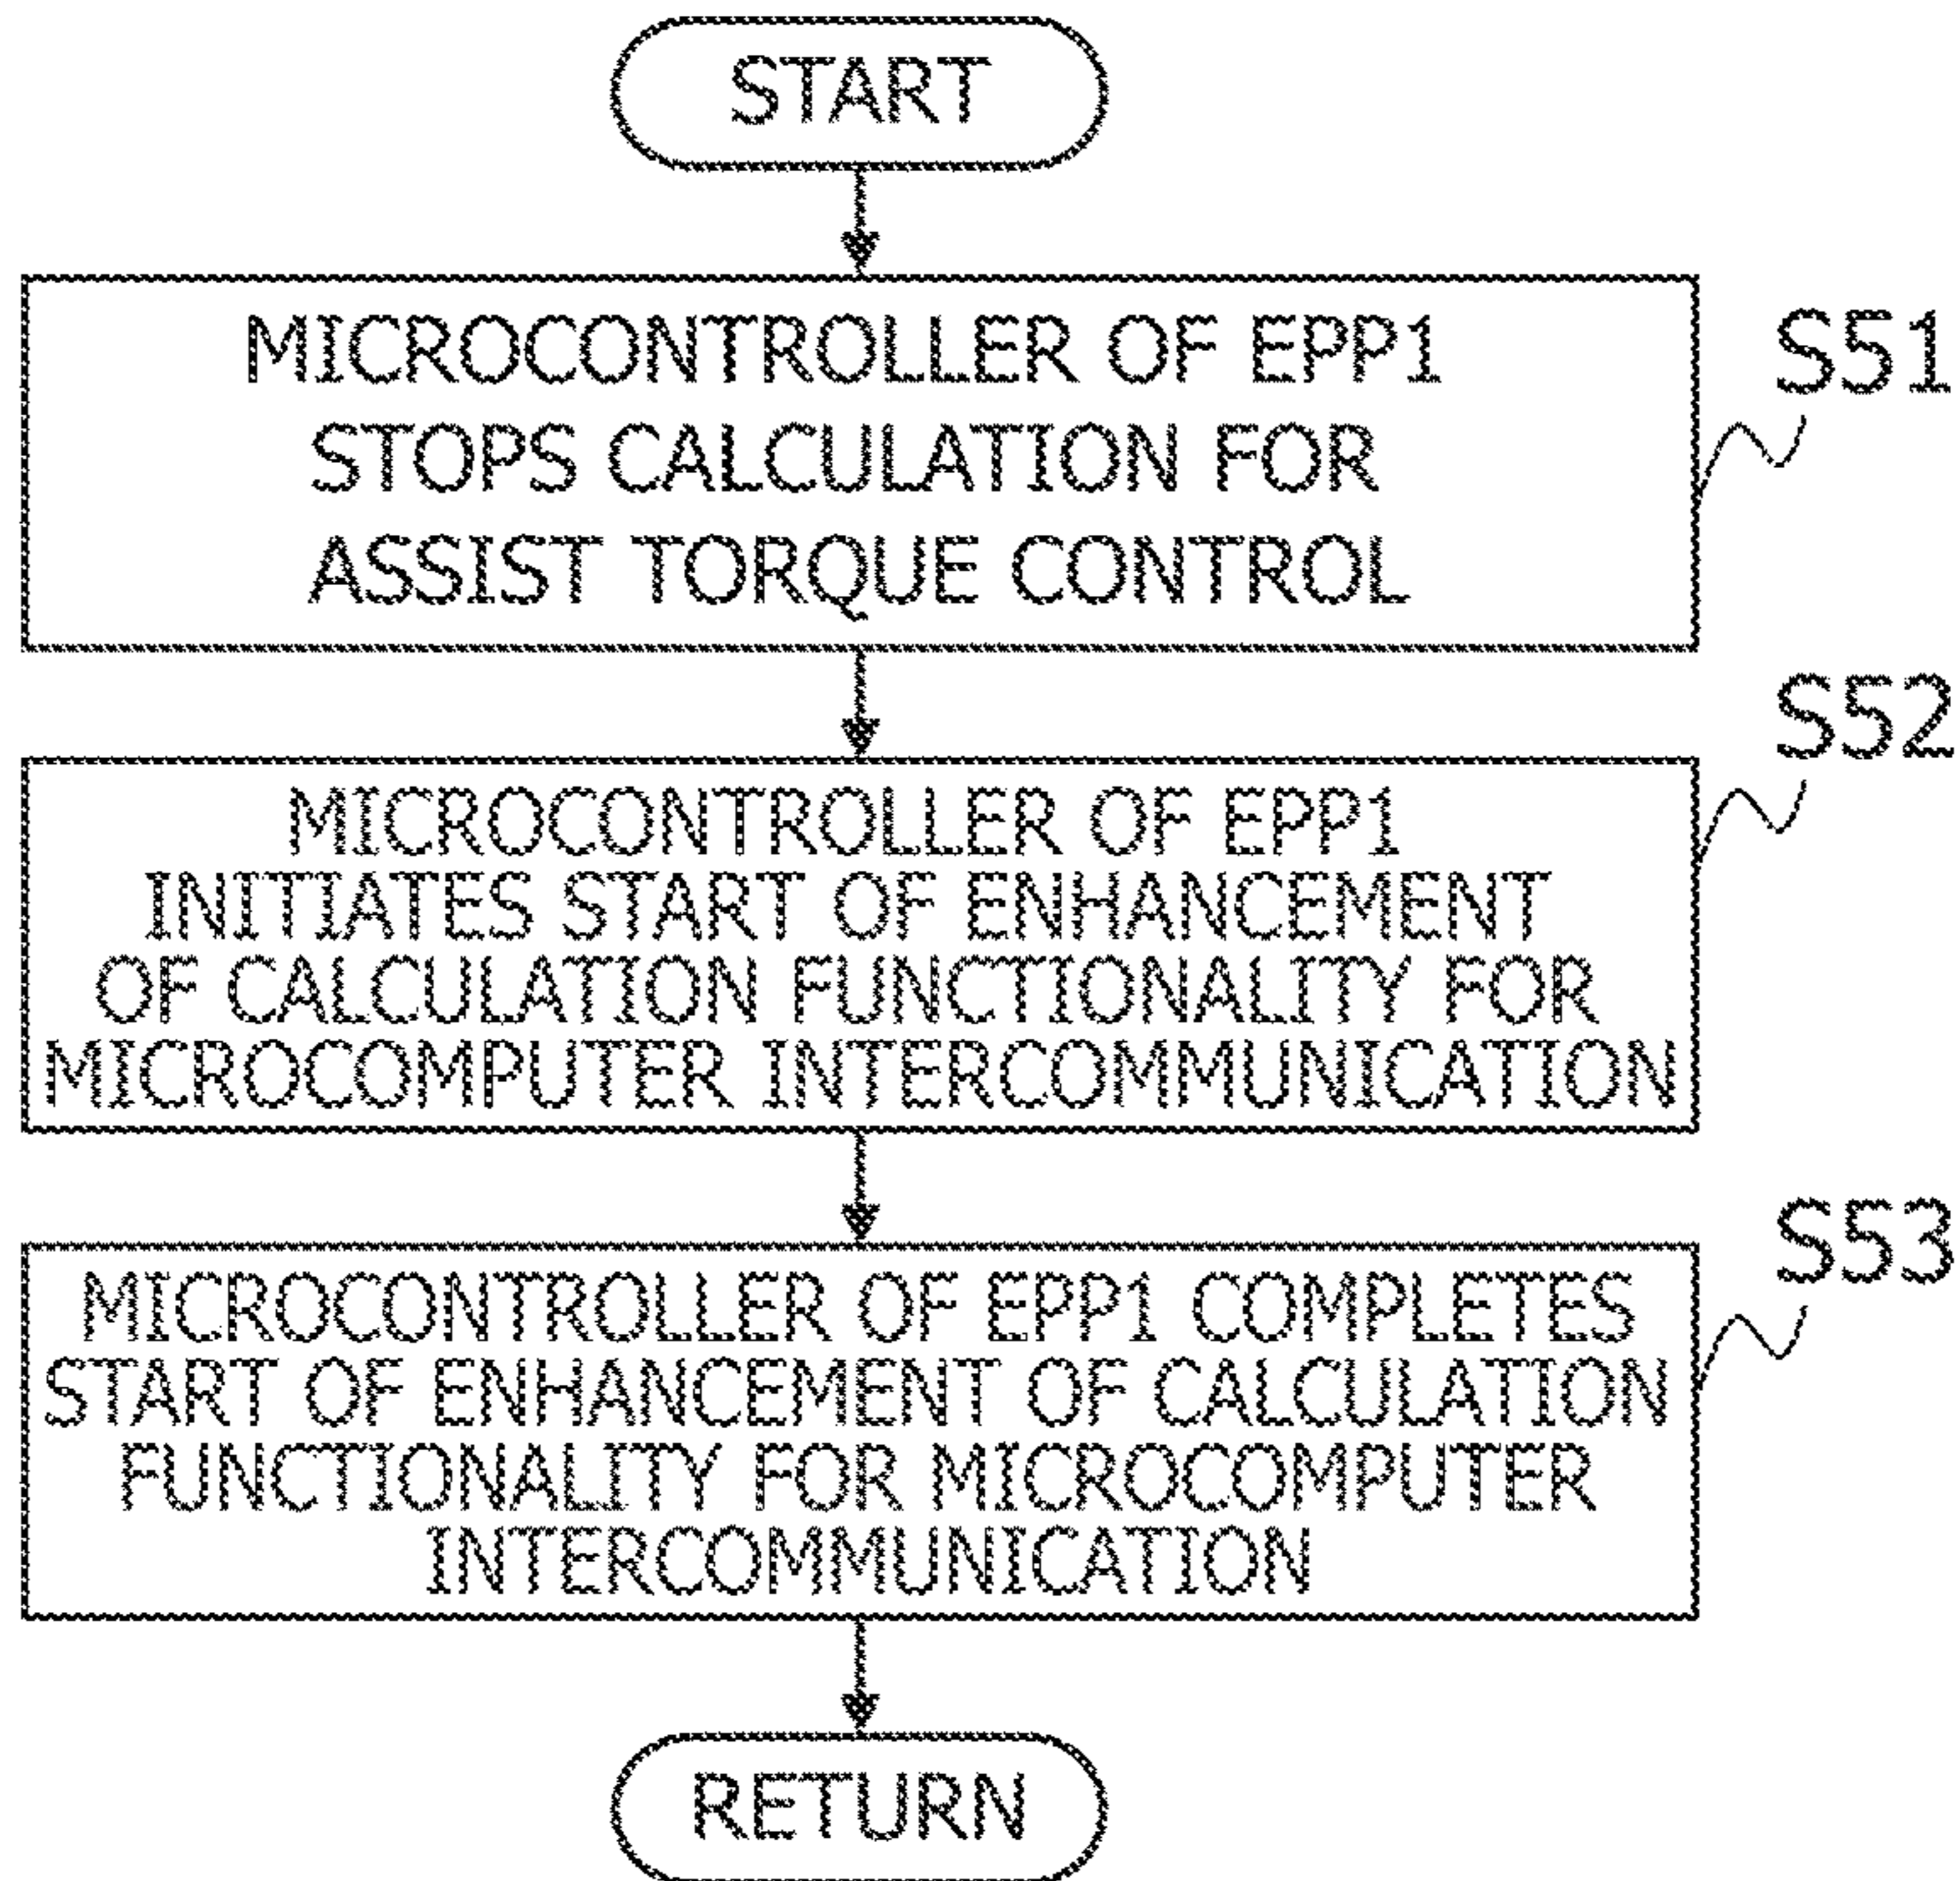 START
MICROCONTROLLER OF EPP1
STOPS CALCULATION FOR
ASSIST TORQUE CONTROL
S51
MICROCONTROLLER OF EPP1
INITIATES START OF ENHANCEMENT
OF CALCULATION FUNCTIONALITY FOR
MICROCOMPUTER INTERCOMMUNICATION
S52
MICROCONTROLLER OF EPP1 COMPLETES
START OF ENHANCEMENT OF CALCULATION
FUNCTIONALITY FOR MICROCOMPUTER
INTERCOMMUNICATION
S53
RETURN